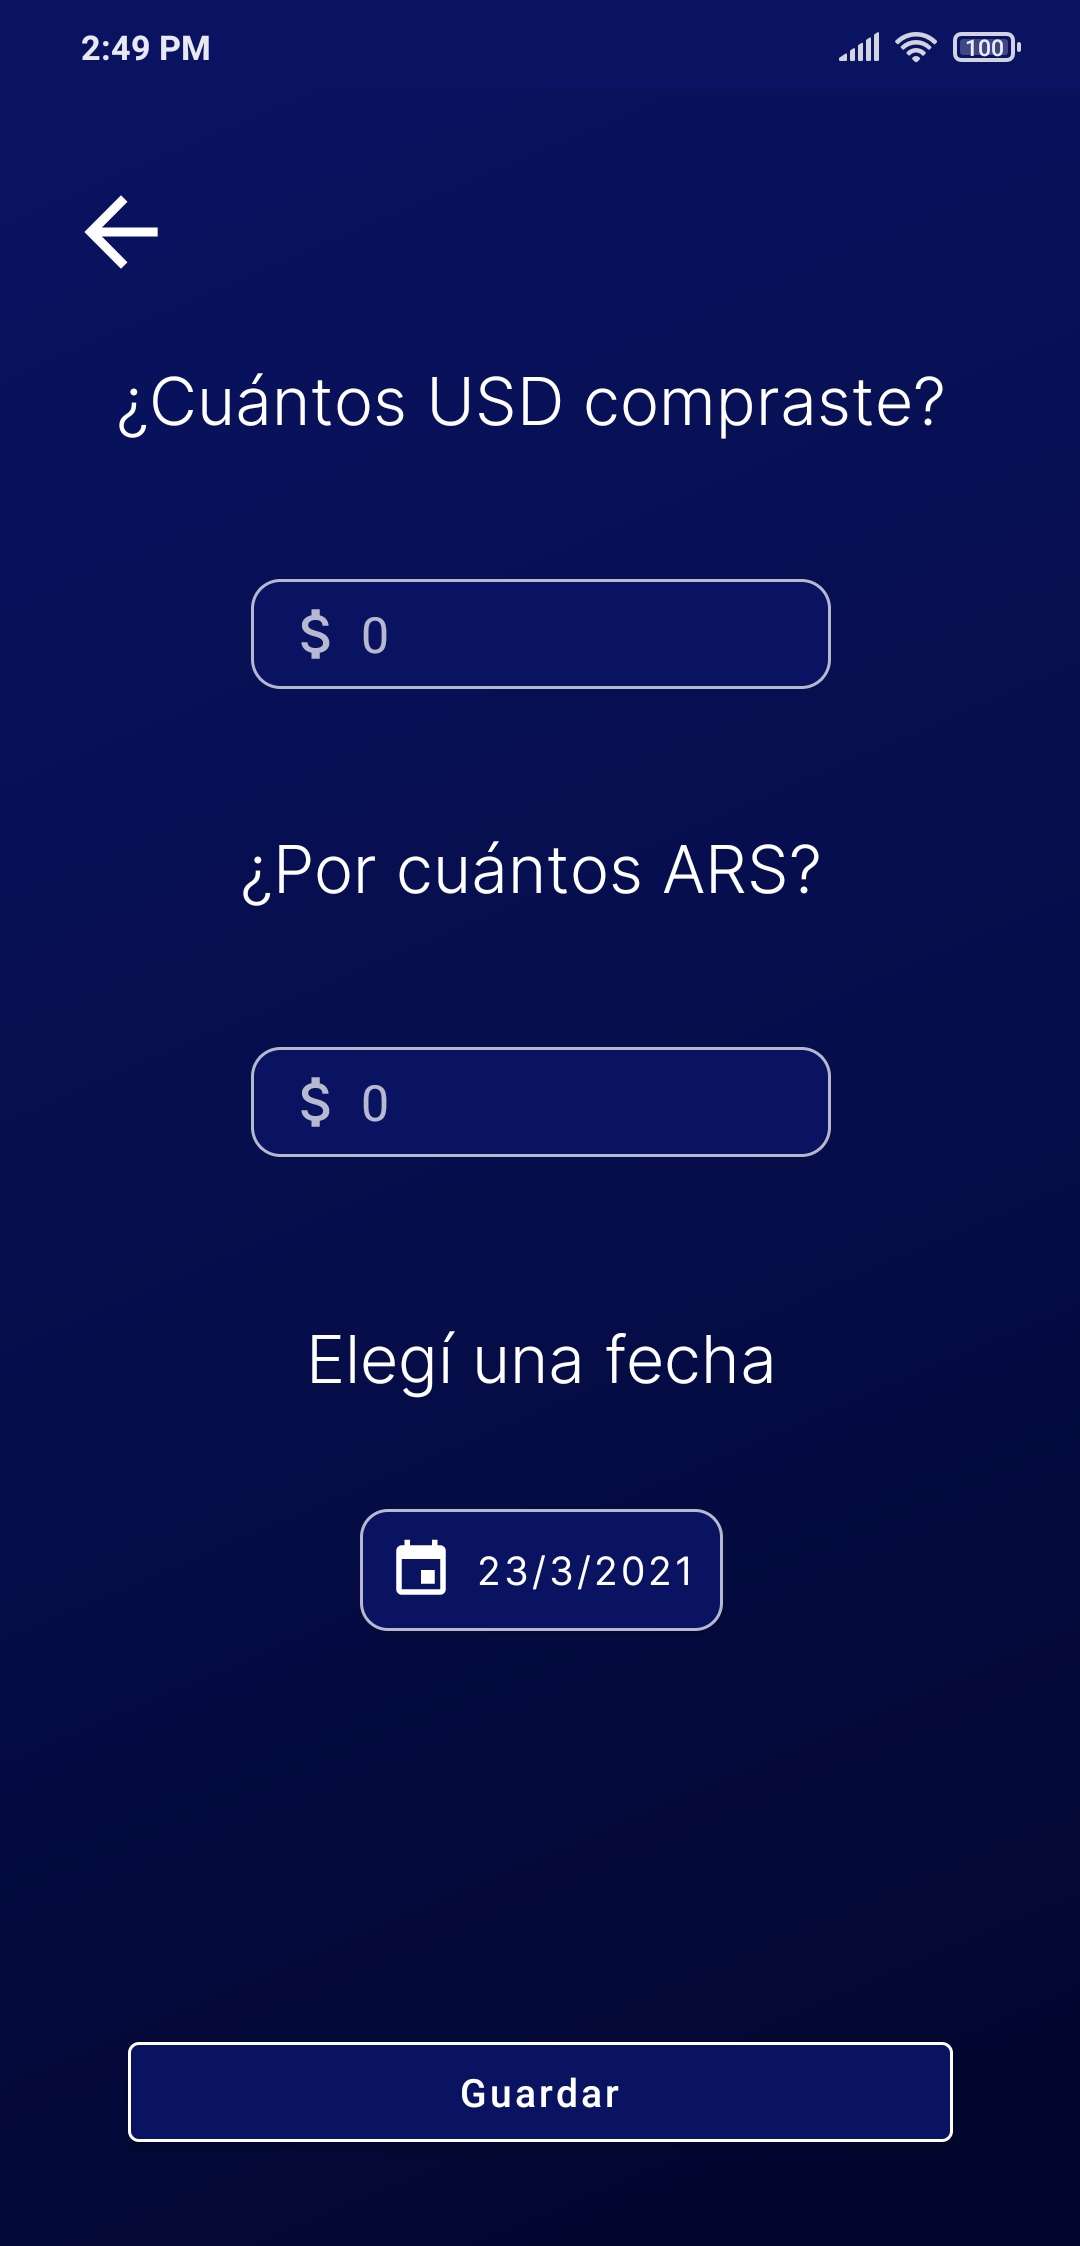 2:49 PM
100
¿Cuántos USD compraste?
$ 0
¿Por cuántos ARS?
$ 0
Elegí una fecha
23/3/2021
Guardar